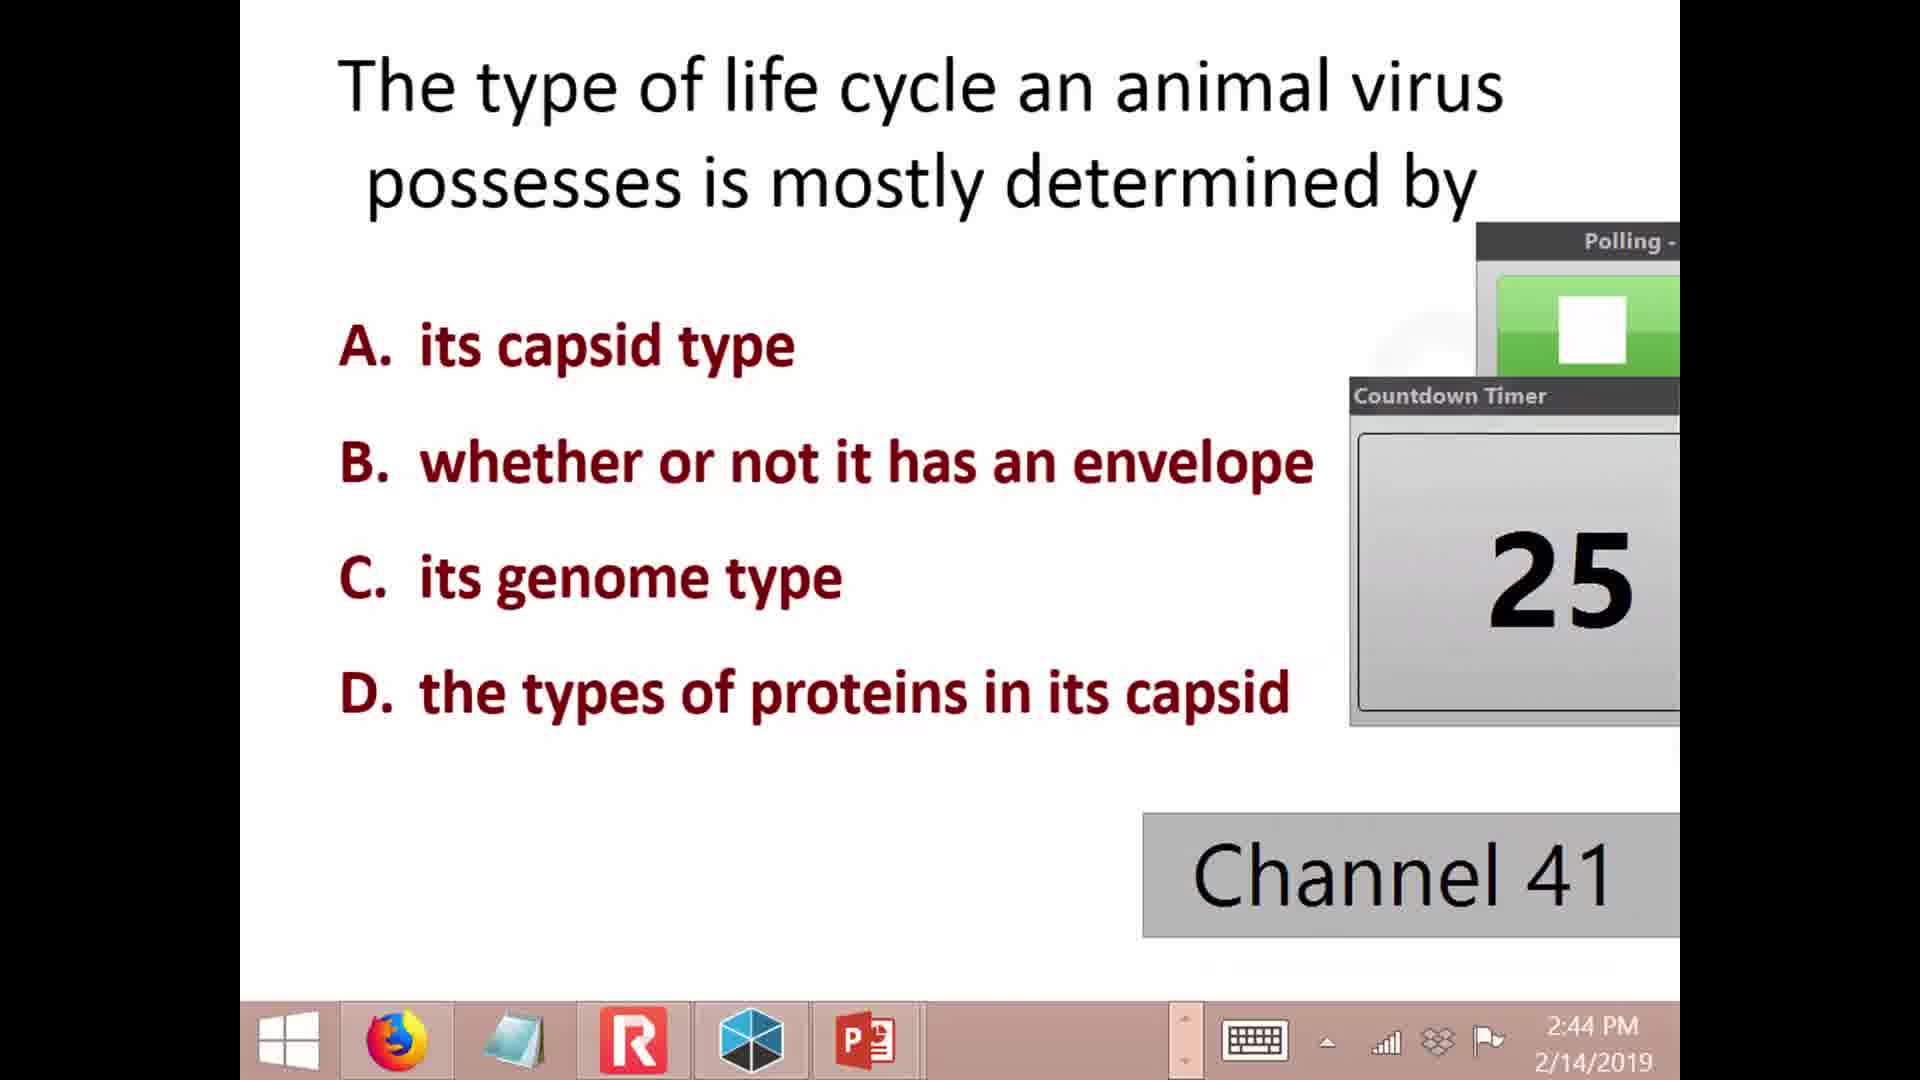 The type of life cycle an animal virus
possesses is mostly determined by
Polling -
A. its capsid type
Countdown Timer
B. whether or not it has an envelope
25
C. its genome type
D. the types of proteins in its capsid
Channel 41
R
P
2:44 PM
2/14/2019